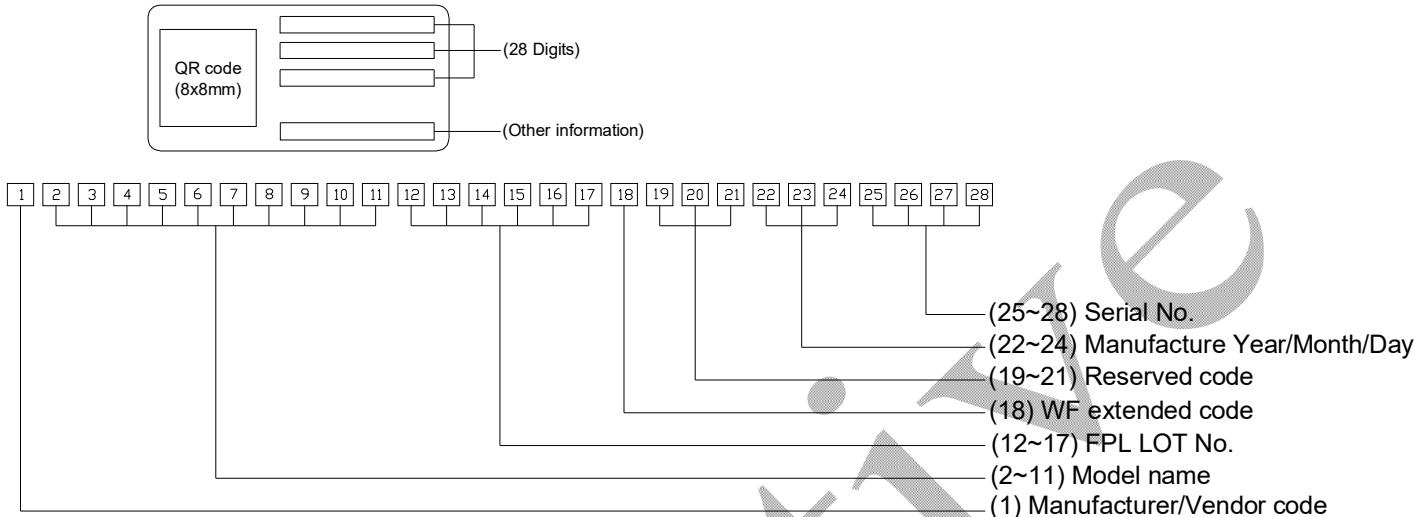 QR code
(8x8mm)
(28 Digits)
(Other information)
1 2 3 4 5 6 7 8 9 10 11 12 13 14 15 16 17 18 19 20 21 22 23 24 25 26 27 28
(25~28) Serial No.
(22~24) Manufacture Year/Month/Day
(19~21) Reserved code
(18) WF extended code
(12~17) FPL LOT No.
(2~11) Model name
(1) Manufacturer/Vendor code